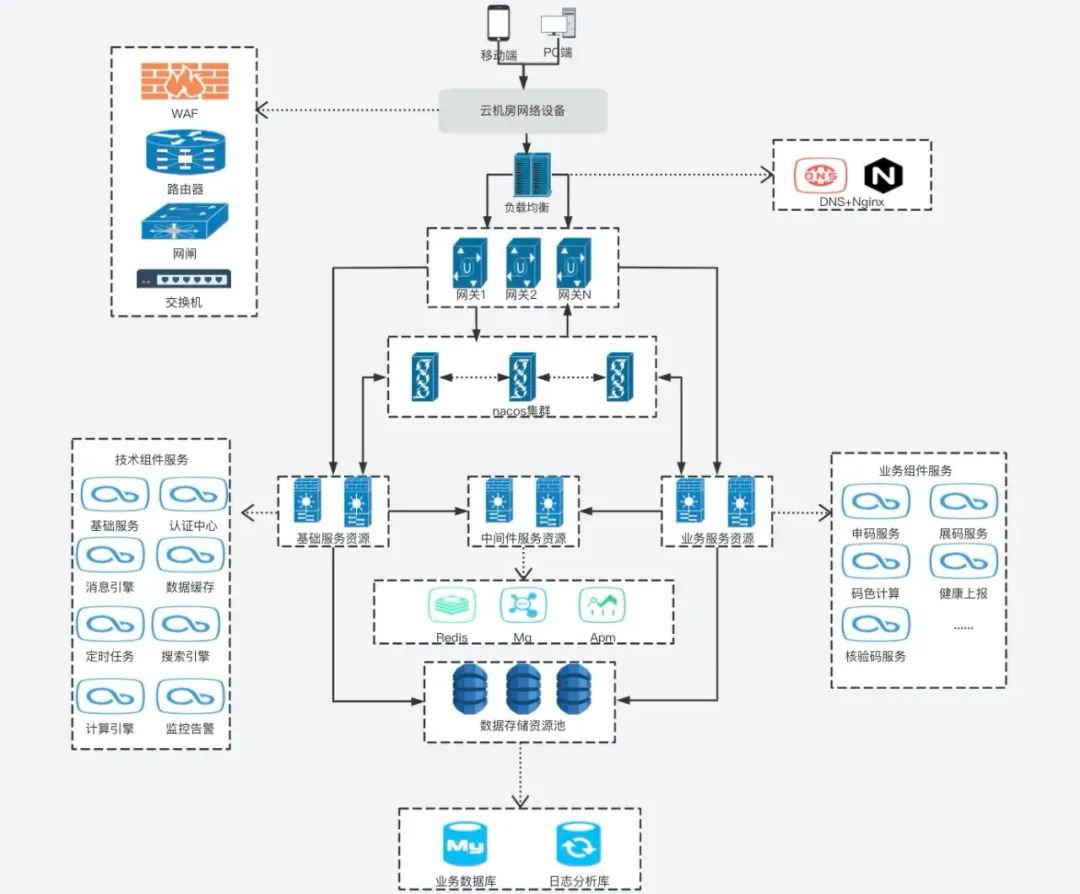 移动端
PC端
云机房网络设备
WAF
路由器
网闸
交换机
负载均衡
DNS
N
DNS+Nginx
U
U
U
网关1
网关2
网关N
nacos集群
技术组件服务
基础服务
认证中心
消息引擎
数据缓存
定时任务
搜索引擎
计算引擎
监控告警
基础服务资源
中间件服务资源
业务服务资源
业务组件服务
申码服务
展码服务
码色计算
健康上报
核验码服务
......
Redis
Mq
Apm
数据存储资源池
My
业务数据库
日志分析库